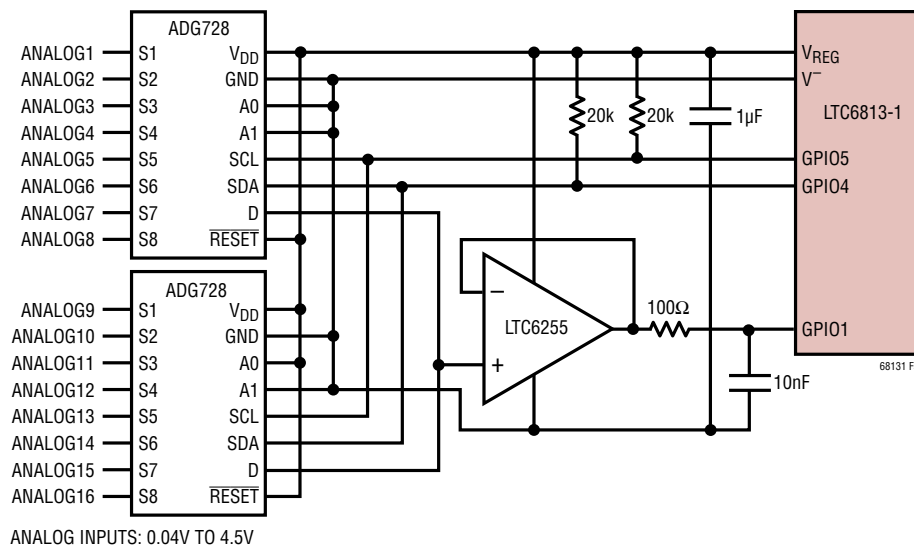 ADG728
ANALOG1 S1 VDD
ANALOG2 S2 GND
ANALOG3 S3 A0
ANALOG4 S4 A1
ANALOG5 S5 SCL
ANALOG6 S6 SDA
ANALOG7 S7 D
ANALOG8 S8 RESET
ADG728
ANALOG9 S1 VDD
ANALOG10 S2 GND
ANALOG11 S3 A0
ANALOG12 S4 A1
ANALOG13 S5 SCL
ANALOG14 S6 SDA
ANALOG15 S7 D
ANALOG16 S8 RESET
20k
20k
1µF
VREG
V–
LTC6813-1
GPIO5
GPIO4
GPIO1
–
LTC6255
+
100Ω
10nF
68131 F
ANALOG INPUTS: 0.04V TO 4.5V